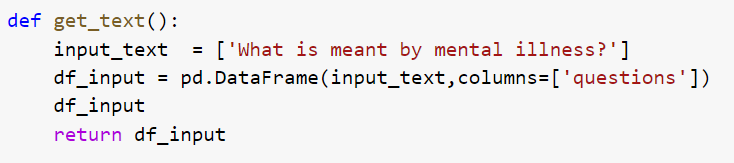 def get_text():
    input_text  = ['What is meant by mental illness?']
    df_input = pd.DataFrame(input_text,columns=['questions'])
    df_input
    return df_input